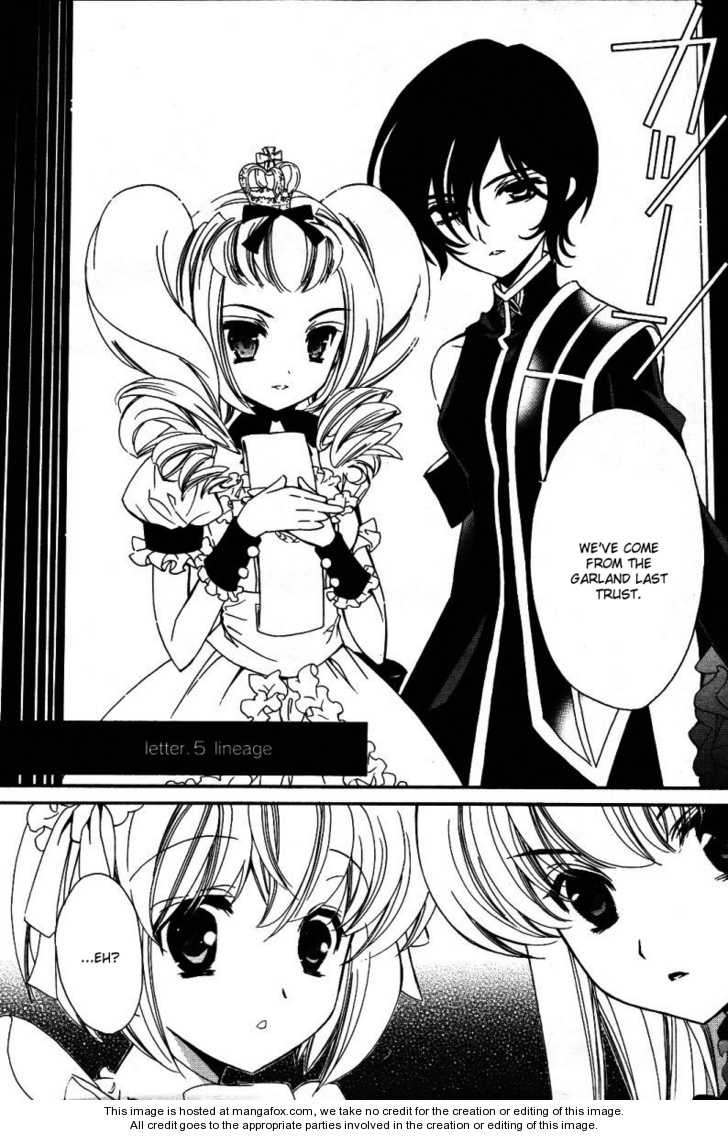 WE'VE COME
FROM THE
GARLAND LAST
TRUST.
letter.5 lineage
...EH?
This image is hosted at mangafox.com, we take no credit for the creation or editing of this image.
All credit goes to the appropriate parties involved in the creation or editing of this image.